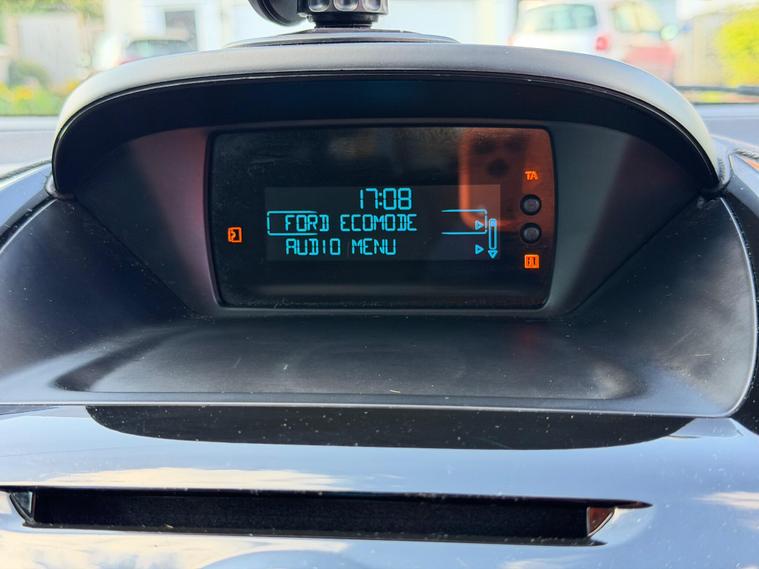 TA
17:08
FORD ECOMODE
AUDIO MENU